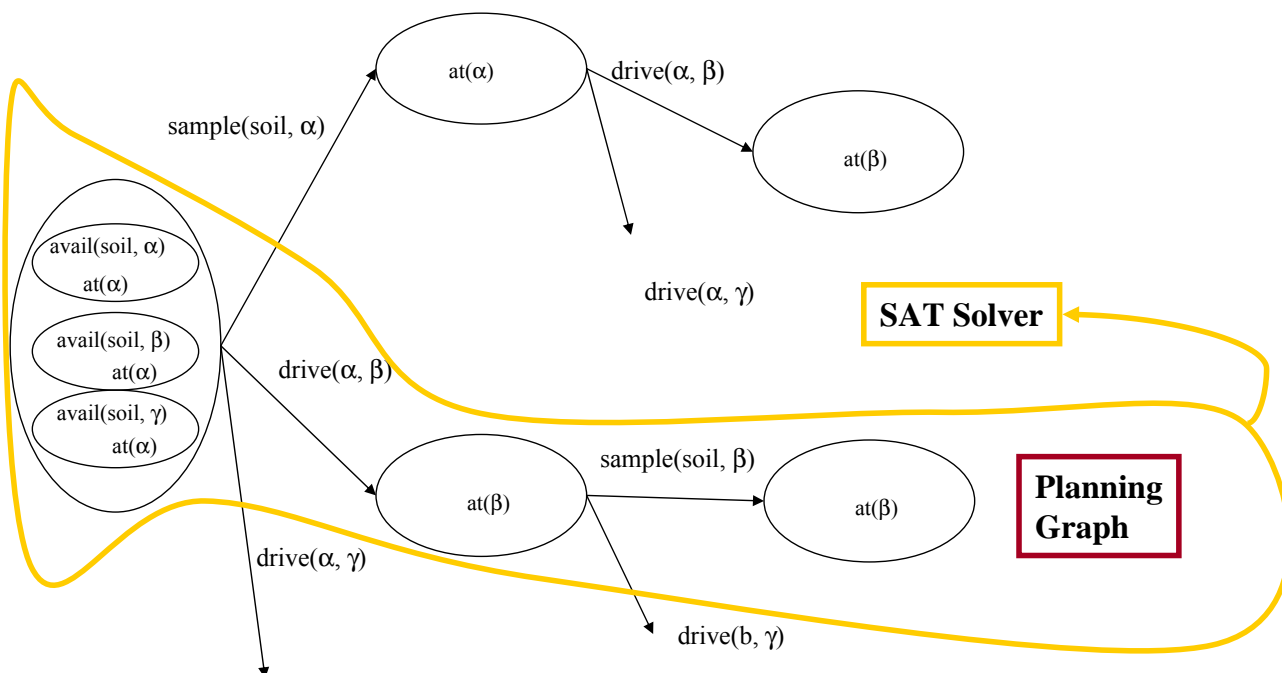 at(α)
drive(α, β)
sample(soil, α)
at(β)
avail(soil, α)
at(α)
drive(α, γ)
SAT Solver
avail(soil, β)
at(α)
drive(α, β)
avail(soil, γ)
at(α)
sample(soil, β)
at(β)
at(β)
Planning
Graph
drive(α, γ)
drive(b, γ)